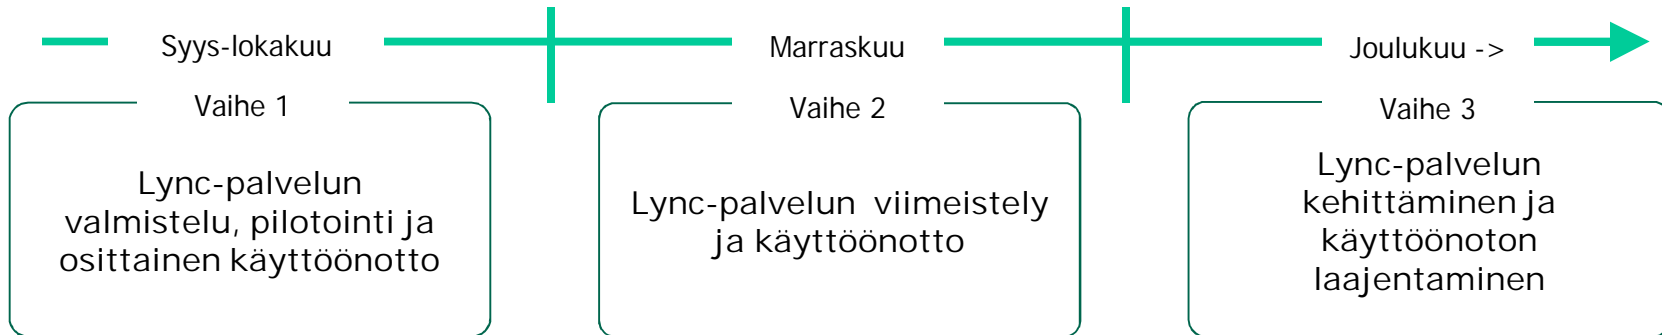 Syys-lokakuu
Marraskuu
Joulukuu ->
Vaihe 1
Vaihe 2
Vaihe 3
Lync-palvelun
valmistelu, pilotointi ja
osittainen käyttöönotto
Lync-palvelun viimeistely
ja käyttöönotto
Lync-palvelun
kehittäminen ja
käyttöönoton
laajentaminen